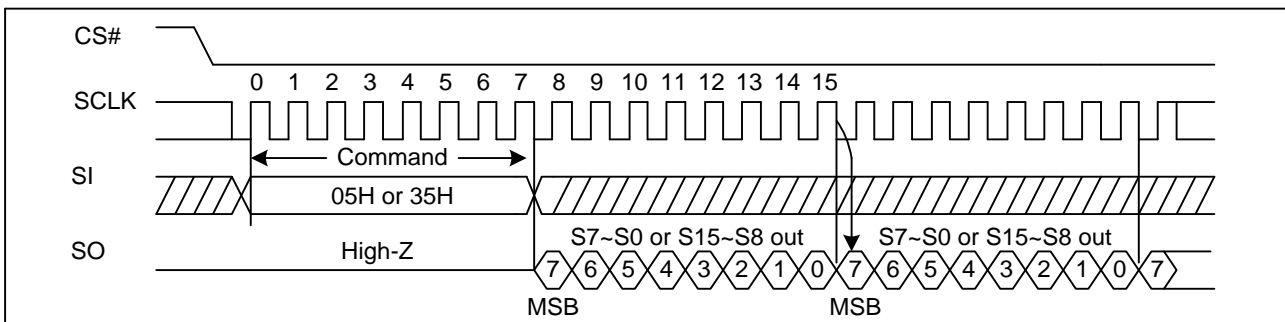 CS#
0 1 2 3 4 5 6 7 8 9 10 11 12 13 14 15
SCLK
Command
SI
05H or 35H
S7~S0 or S15~S8 out S7~S0 or S15~S8 out
SO
High-Z
7 6 5 4 3 2 1 0 7 6 5 4 3 2 1 0 7
MSB MSB